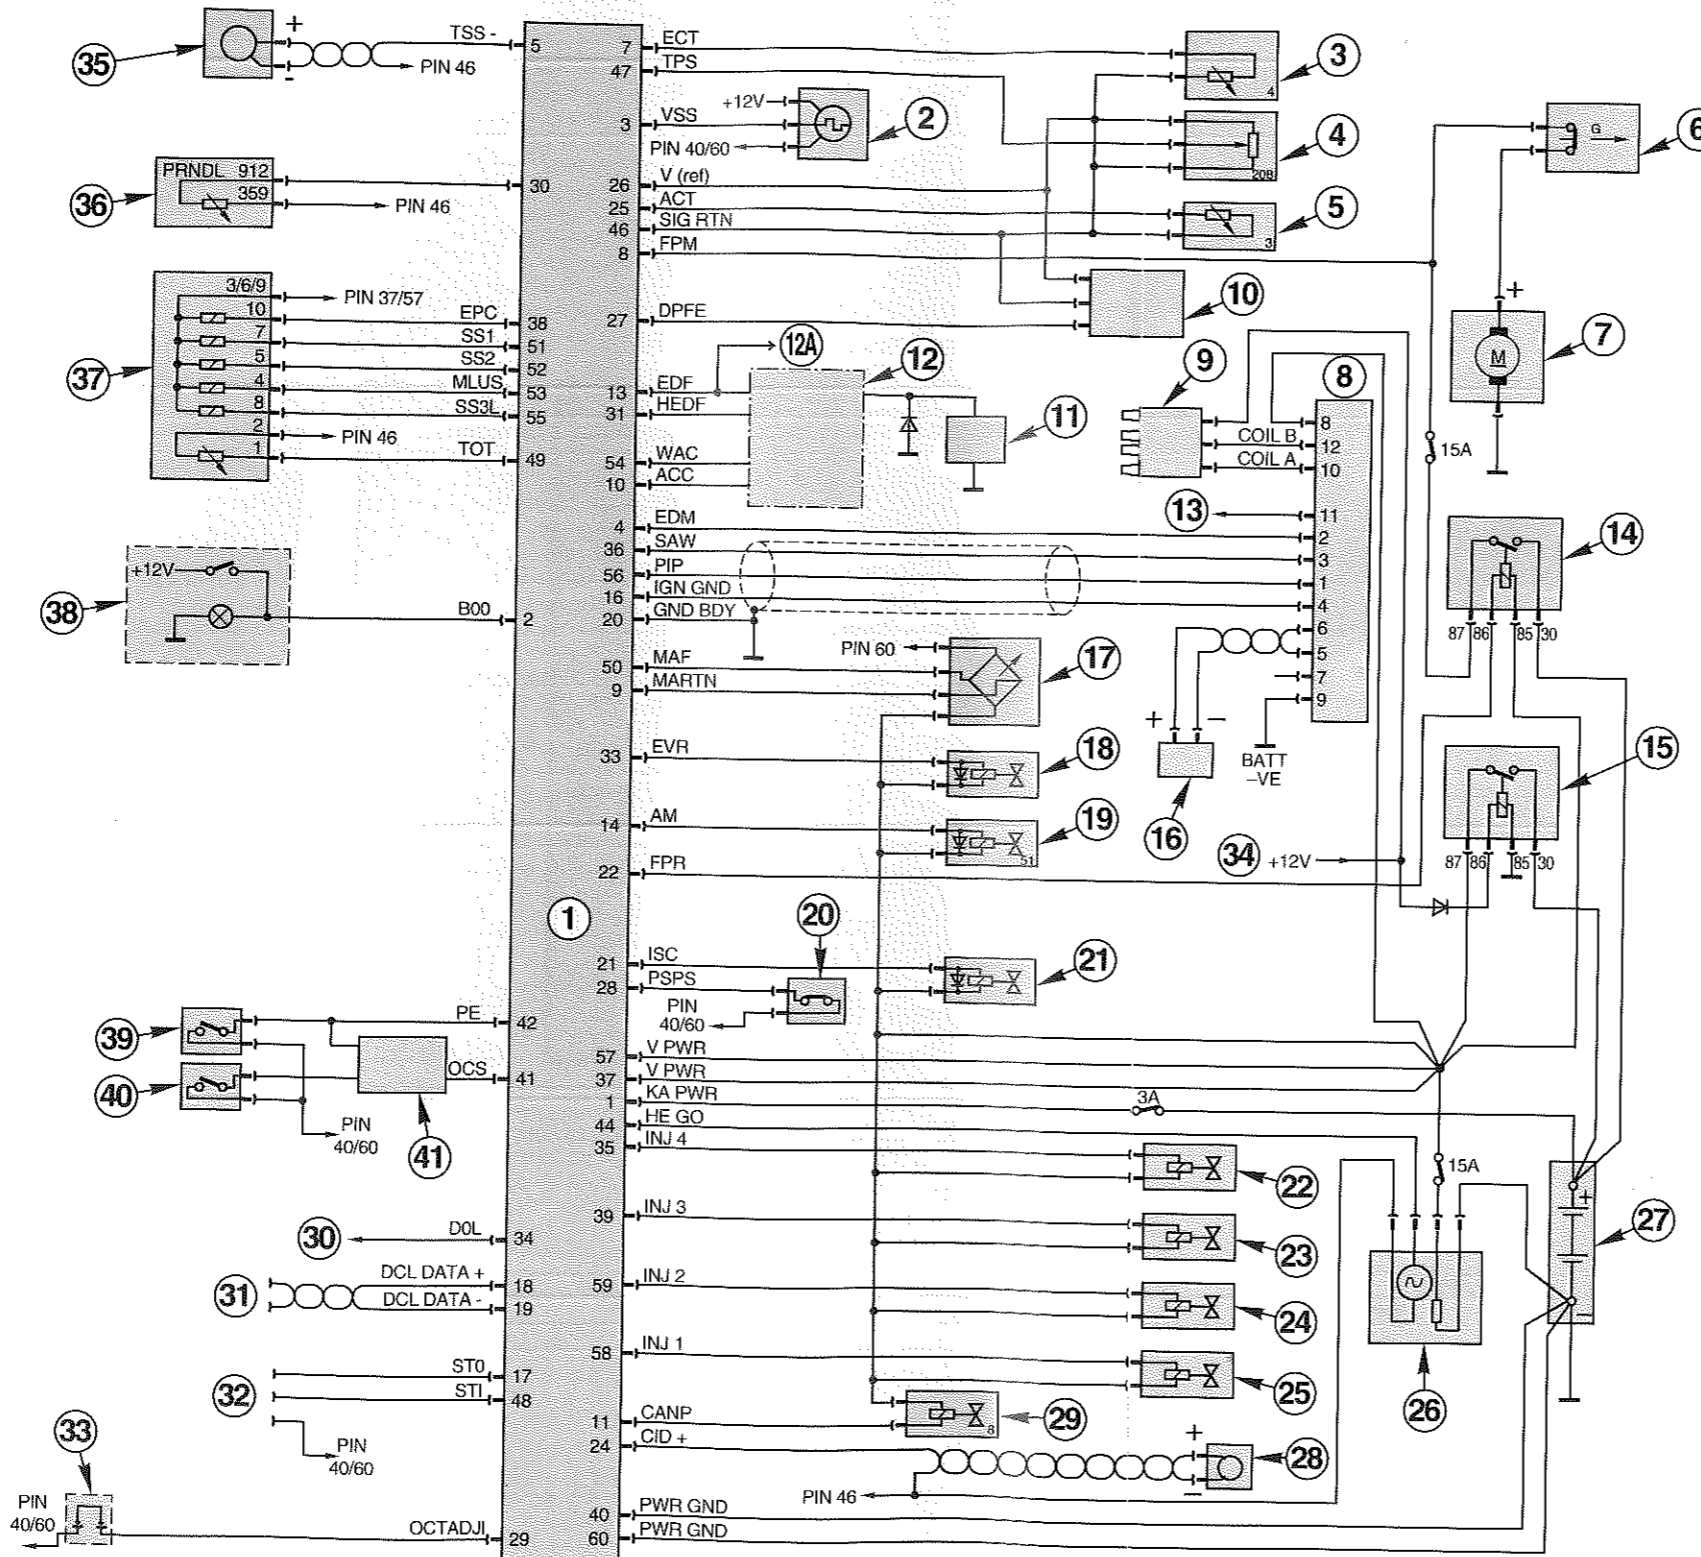 35
+
-
TSS -
5
PIN 46
7
ECT
47
TPS
+12V
3
VSS
2
PIN 40/60
3
4
4
208
5
3
6
G
36
PRNDL 912
359
30
PIN 46
26
V (ref)
25
ACT
46
SIG RTN
8
FPM
10
27
DPFE
37
3/6/9
PIN 37/57
10
EPC
38
7
SS1
51
5
SS2
52
4
MLUS
53
8
SS3L
55
2
PIN 46
1
TOT
49
12A
12
13
EDF
31
HEDF
54
WAC
10
ACC
11
9
8
8
COIL B
12
COIL A
10
13
11
2
3
1
4
6
5
7
9
+
M
7
15A
14
87
86
85
30
4
EDM
36
SAW
56
PIP
16
IGN GND
20
GND BDY
38
+12V
B00
2
50
MAF
9
MARTN
PIN 60
17
+
-
16
BATT
-VE
15
87
86
85
30
33
EVR
18
14
AM
19
51
22
FPR
34
+12V
1
20
21
ISC
28
PSPS
PIN
40/60
21
39
PE
42
40
OCS
41
PIN
40/60
41
57
V PWR
37
V PWR
1
KA PWR
3A
44
HE GO
35
INJ 4
22
39
INJ 3
23
59
INJ 2
24
58
INJ 1
25
15A
26
+
-
27
30
D0L
34
31
DCL DATA +
18
DCL DATA -
19
32
ST0
17
STI
48
PIN
40/60
11
CANP
29
8
24
CID +
+
-
28
PIN 46
33
PIN
40/60
OCTADJI
29
40
PWR GND
60
PWR GND